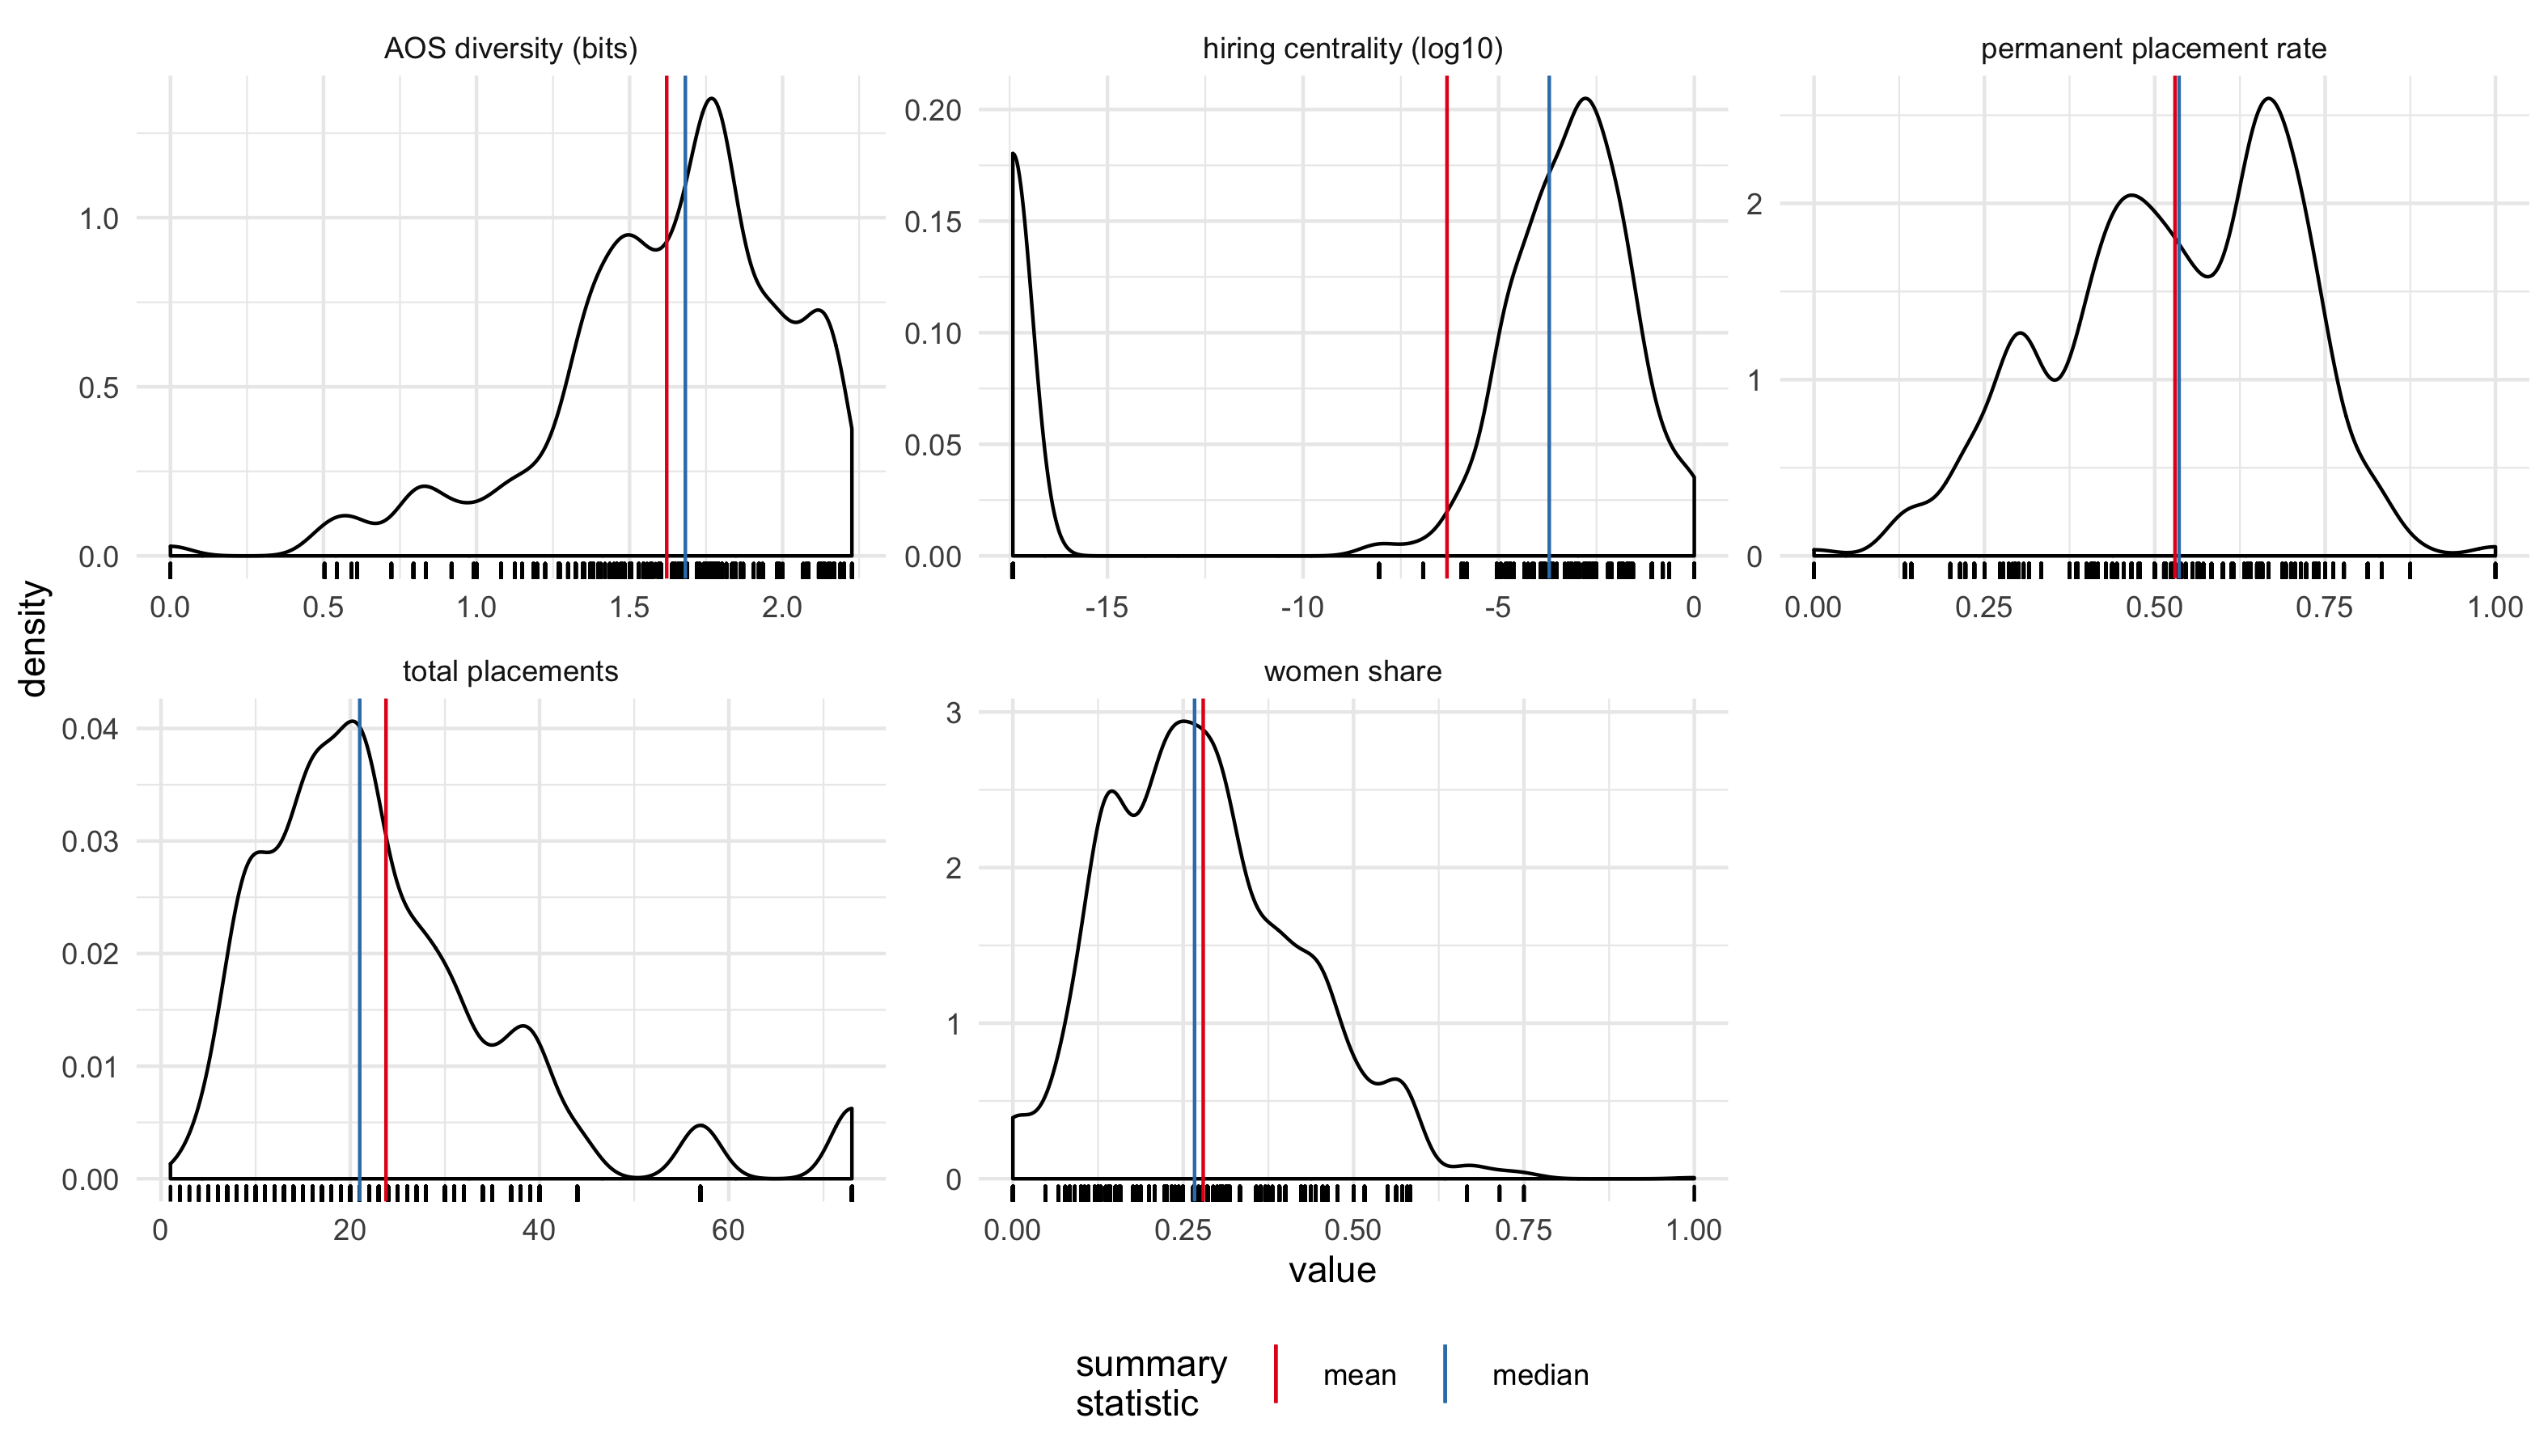 AOS diversity (bits)
hiring centrality (log10)
permanent placement rate
1.0
0.5
0.0
0.0 0.5 1.0 1.5 2.0
0.20
0.15
0.10
0.05
0.00
-15 -10 -5 0
2
1
0
0.00 0.25 0.50 0.75 1.00
density
total placements
women share
0.04
0.03
0.02
0.01
0.00
0 20 40 60
3
2
1
0
0.00 0.25 0.50 0.75 1.00
value
summary
statistic
mean
median